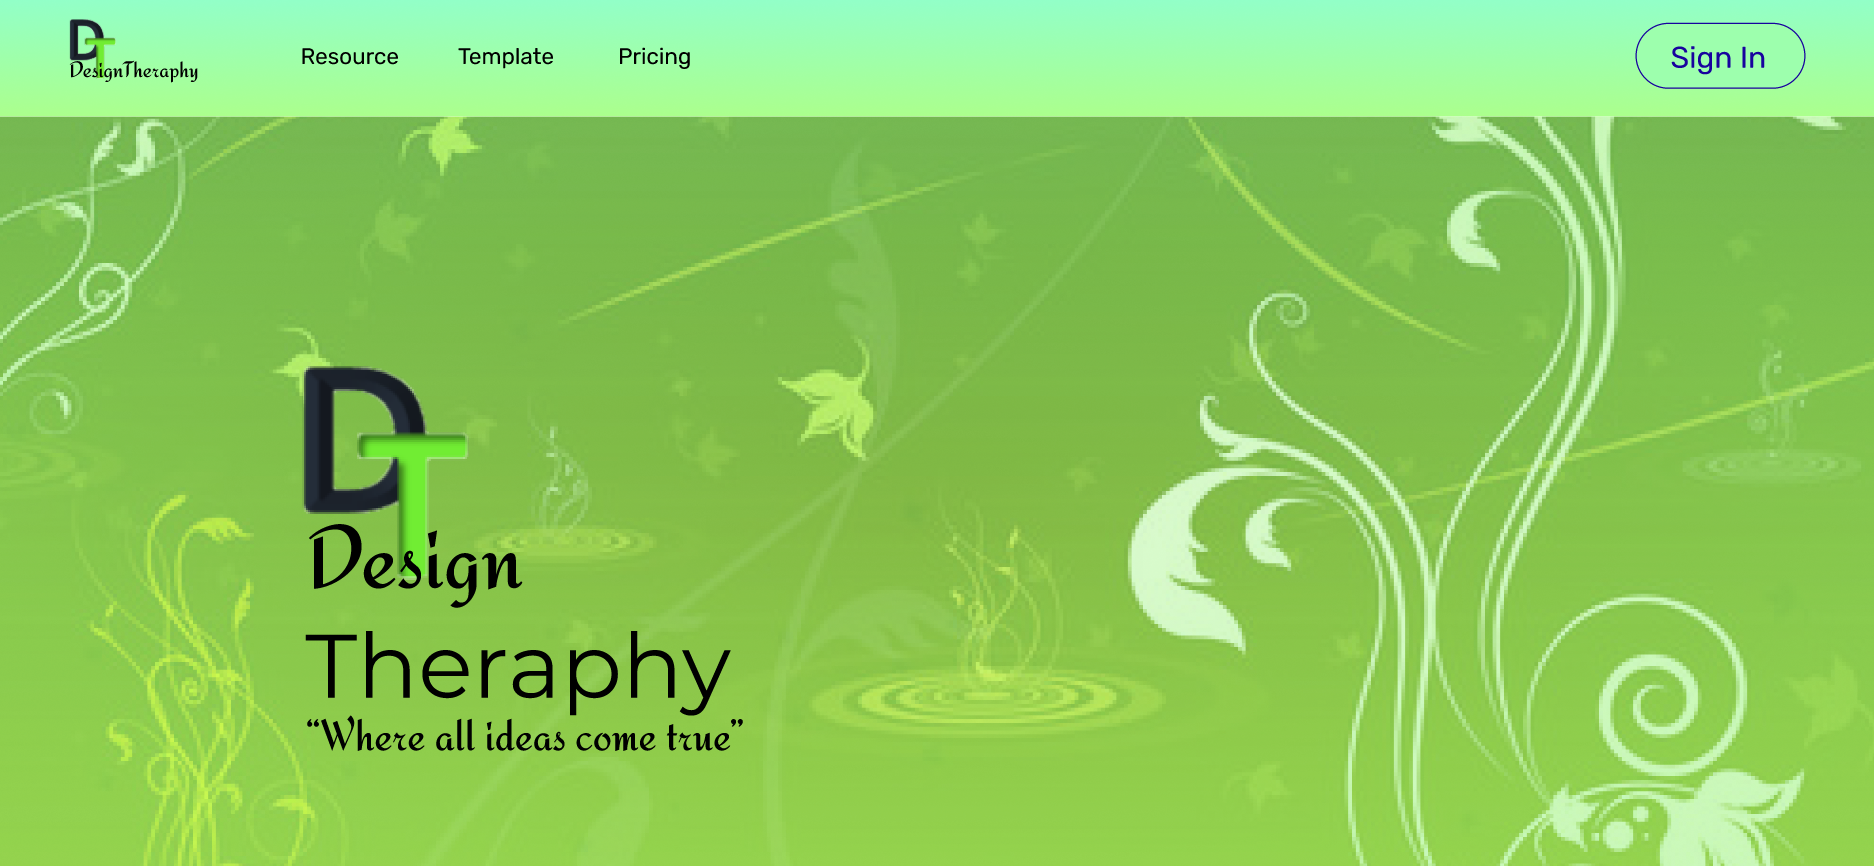 DT
DesignTheraphy
Resource
Template
Pricing
Sign In
DT
Design
Theraphy
“Where all ideas come true”